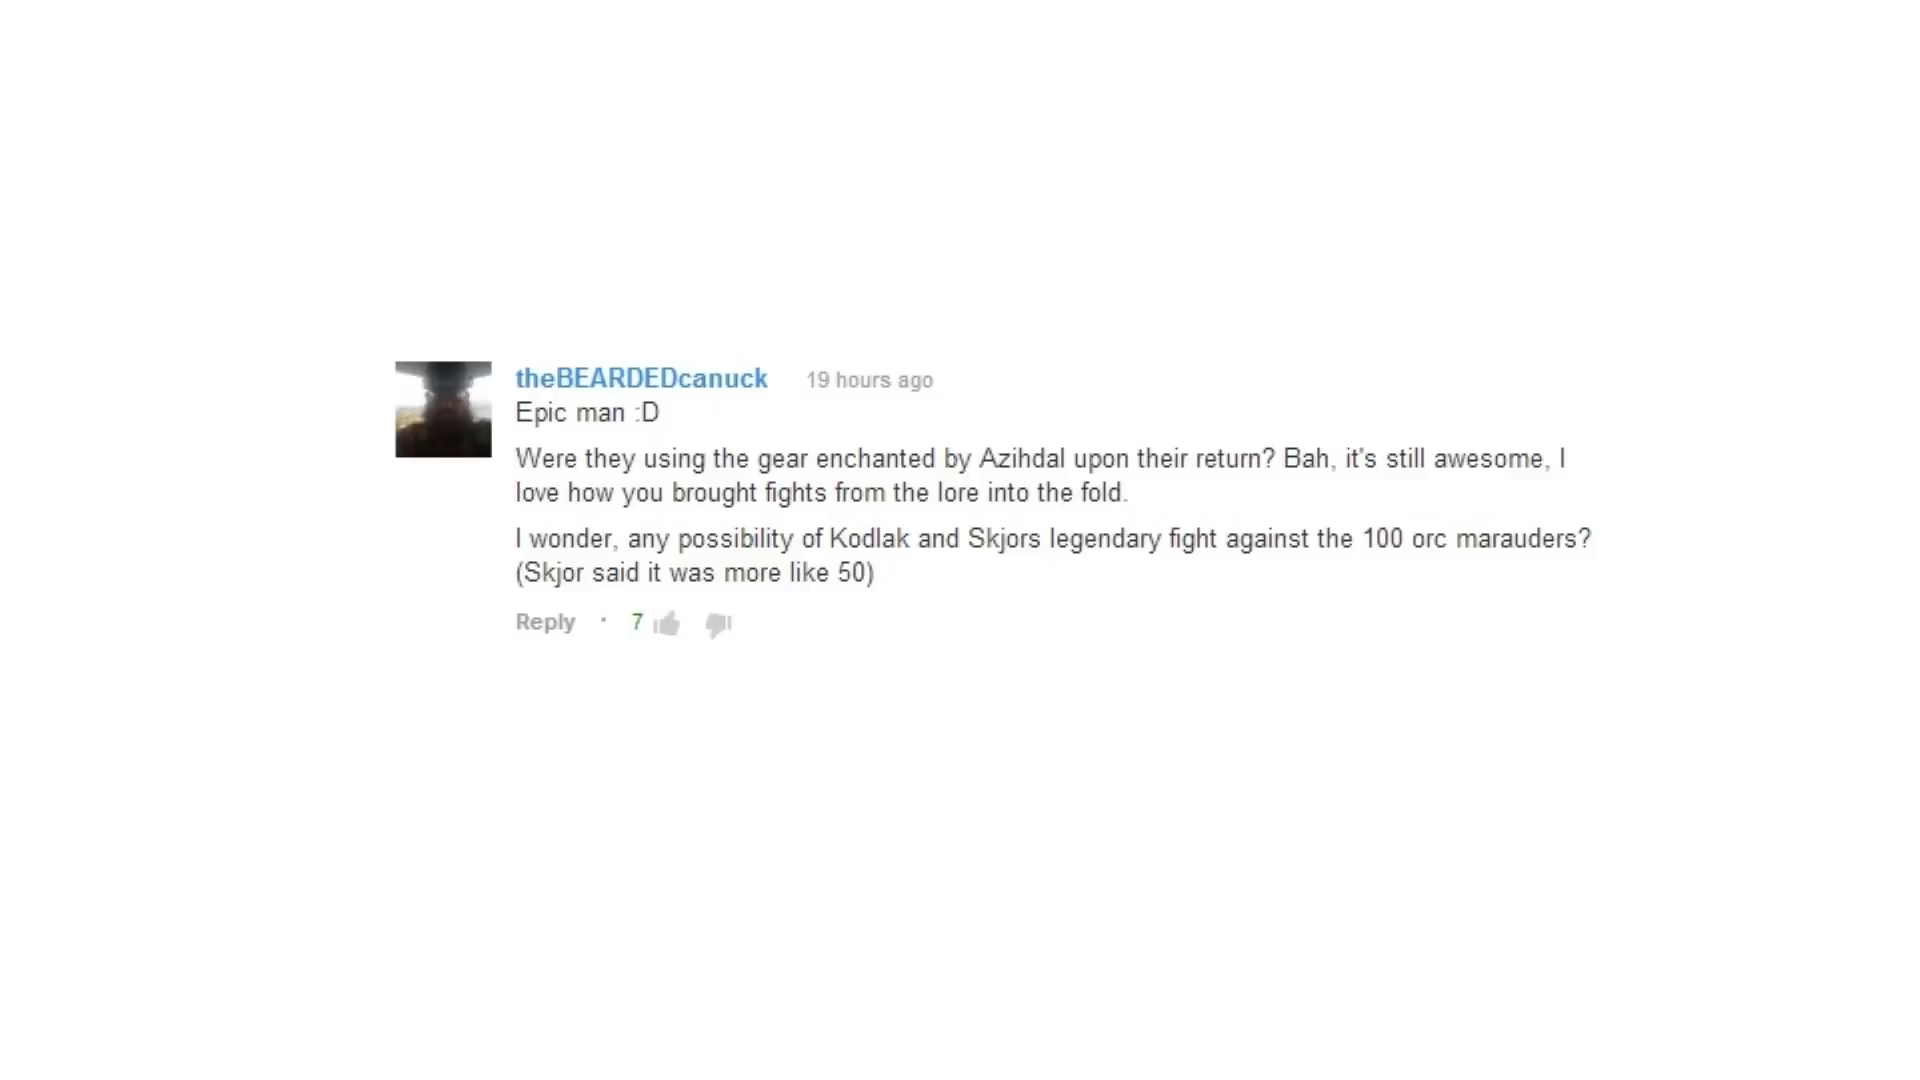 theBEARDEDcanuck 19 hours ago
Epic man :D
Were they using the gear enchanted by Azihdal upon their return? Bah, it's still awesome, I
love how you brought fights from the lore into the fold.
I wonder, any possibility of Kodlak and Skjors legendary fight against the 100 orc marauders?
(Skjor said it was more like 50)
Reply · 7